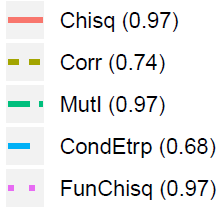 Chisq (0.97)
Corr (0.74)
MutI (0.97)
CondEtrp (0.68)
FunChisq (0.97)